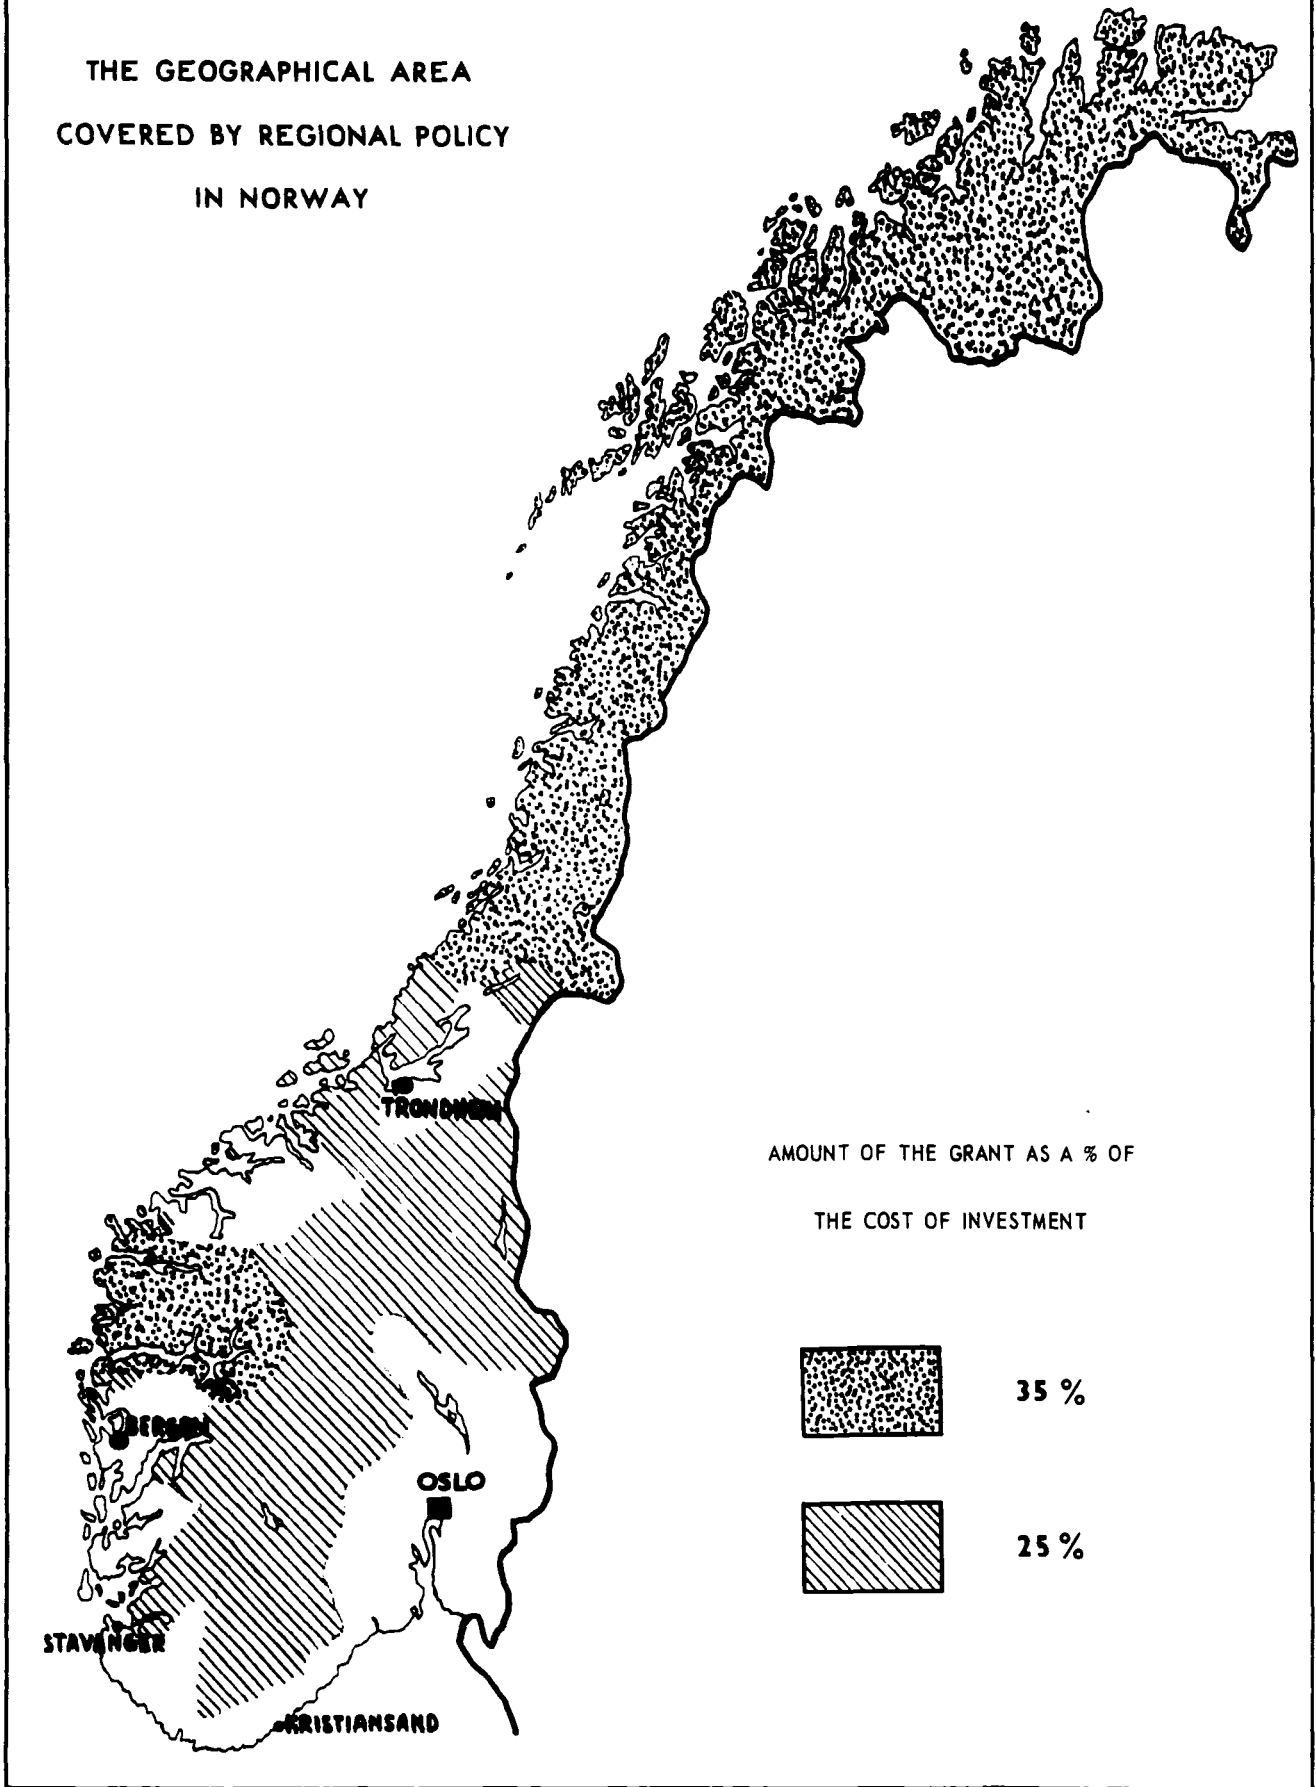 THE GEOGRAPHICAL AREA
COVERED BY REGIONAL POLICY
IN NORWAY
TRONDHEIM
AMOUNT OF THE GRANT AS A % OF
THE COST OF INVESTMENT
35 %
BERGEN
OSLO
25 %
STAVANGER
KRISTIANSAND